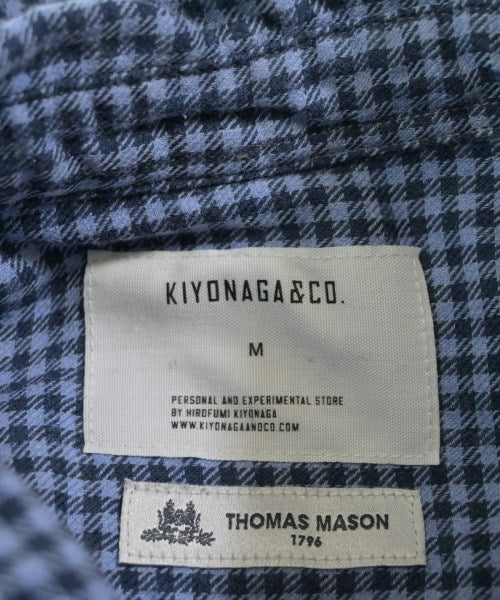 KIYONAGA&CO.
M
PERSONAL AND EXPERIMENTAL STORE
BY HIROFUMI KIYONAGA
WWW.KIYONAGAANDCO.COM
THOMAS MASON
1796